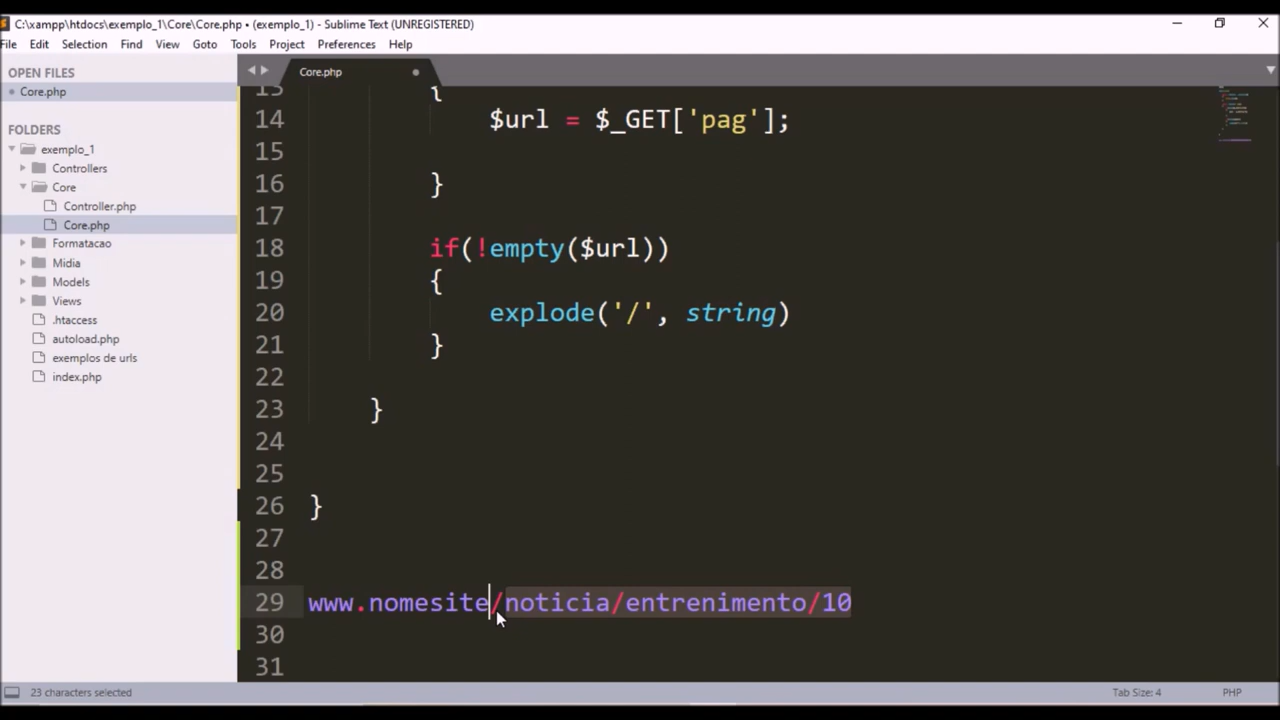 C:\xampp\htdocs\exemplo_1\Core\Core.php • (exemplo_1) - Sublime Text (UNREGISTERED)
File Edit Selection Find View Goto Tools Project Preferences Help
OPEN FILES
Core.php
FOLDERS
exemplo_1
Controllers
Core
Controller.php
Core.php
Formatacao
Midia
Models
Views
.htaccess
autoload.php
exemplos de urls
index.php
Core.php
13 {
14 $url = $_GET['pag'];
15
16 }
17
18 if(!empty($url))
19 {
20 explode('/', string)
21 }
22
23 }
24
25
26 }
27
28
29 www.nomesite/noticia/entrenimento/10
30
31
23 characters selected
Tab Size: 4
PHP